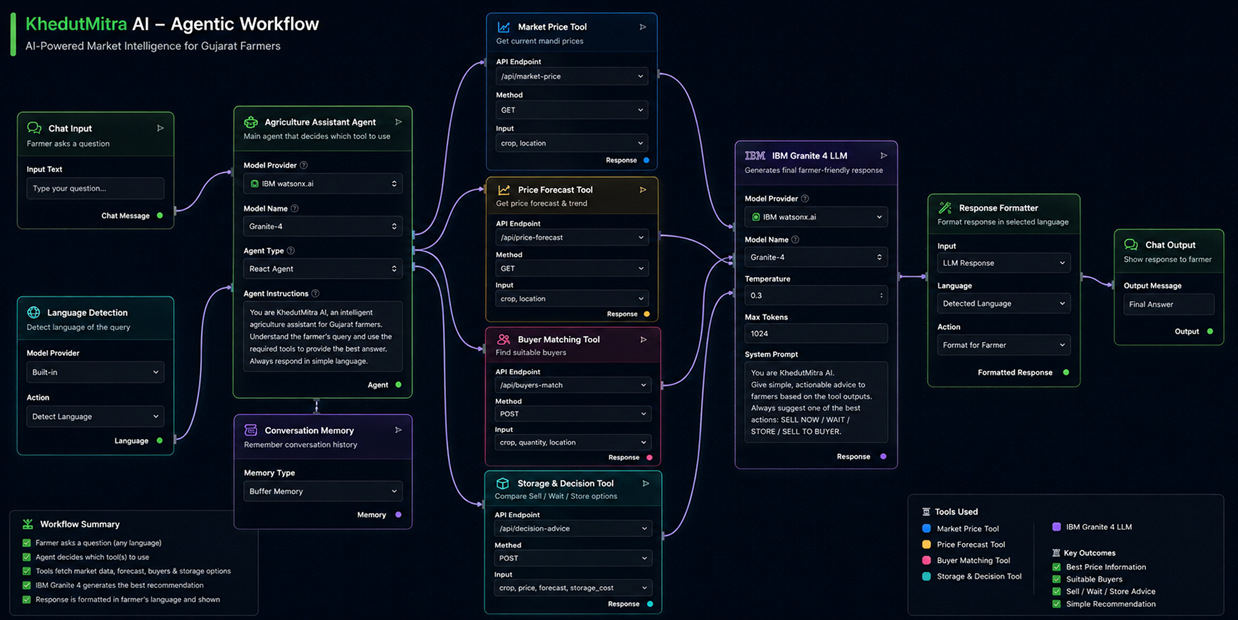 KhedutMitra AI – Agentic Workflow
AI-Powered Market Intelligence for Gujarat Farmers
Chat Input
Farmer asks a question
Input Text
Type your question...
Chat Message
Language Detection
Detect language of the query
Model Provider
Built-in
Action
Detect Language
Language
Agriculture Assistant Agent
Main agent that decides which tool to use
Model Provider ?
IBM watsonx.ai
Model Name ?
Granite-4
Agent Type ?
React Agent
Agent Instructions ?
You are KhedutMitra AI, an intelligent
agriculture assistant for Gujarat farmers.
Understand the farmer's query and use the
required tools to provide the best answer.
Always respond in simple language.
Agent
Conversation Memory
Remember conversation history
Memory Type
Buffer Memory
Memory
Market Price Tool
Get current mandi prices
API Endpoint
/api/market-price
Method
GET
Input
crop, location
Response
Price Forecast Tool
Get price forecast & trend
API Endpoint
/api/price-forecast
Method
GET
Input
crop, location
Response
Buyer Matching Tool
Find suitable buyers
API Endpoint
/api/buyers-match
Method
POST
Input
crop, quantity, location
Response
Storage & Decision Tool
Compare Sell / Wait / Store options
API Endpoint
/api/decision-advice
Methed
POST
Input
crop, price, forecast, storage_cost
Response
IBM
IBM Granite 4 LLM
Generates final farmer-friendly response
Model Provider ?
IBM watsonx.ai
Model Name ?
Granite-4
Temperature
0.3
Max Tokens
1024
System Prompt
You are KhedutMitra AI.
Give simple, actionable advice to
farmers based on the tool outputs.
Always suggest one of the best
actions: SELL NOW / WAIT /
STORE / SELL TO BUYER.
Response
Response Formatter
Format response in selected language
Input
LLM Response
Language
Detected Language
Action
Format for Farmer
Formatted Response
Chat Output
Show response to farmer
Output Message
Final Answer
Output
Workflow Summary
Farmer asks a question (any language)
Agent decides which tool(s) to use
Tools fetch market data, forecast, buyers & storage options
IBM Granite 4 generates the best recommendation
Response is formatted in farmer's language and shown
Tools Used
Market Price Tool
Price Forecast Tool
Buyer Matching Tool
Storage & Decision Tool
IBM Granite 4 LLM
Key Outcomes
Best Price Information
Suitable Buyers
Sell / Wait / Store Advice
Simple Recommendation